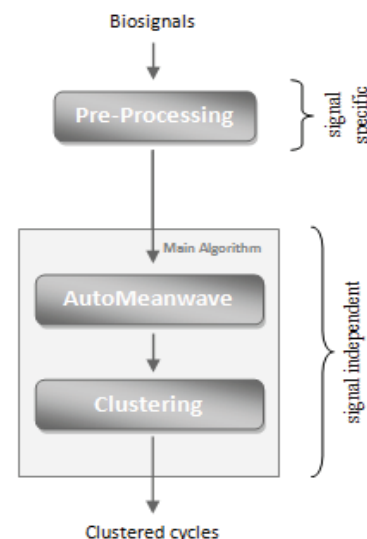 Biosignals
Pre-Processing
signal
specific
Main Algorithm
AutoMeanwave
Clustering
signal independent
Clustered cycles